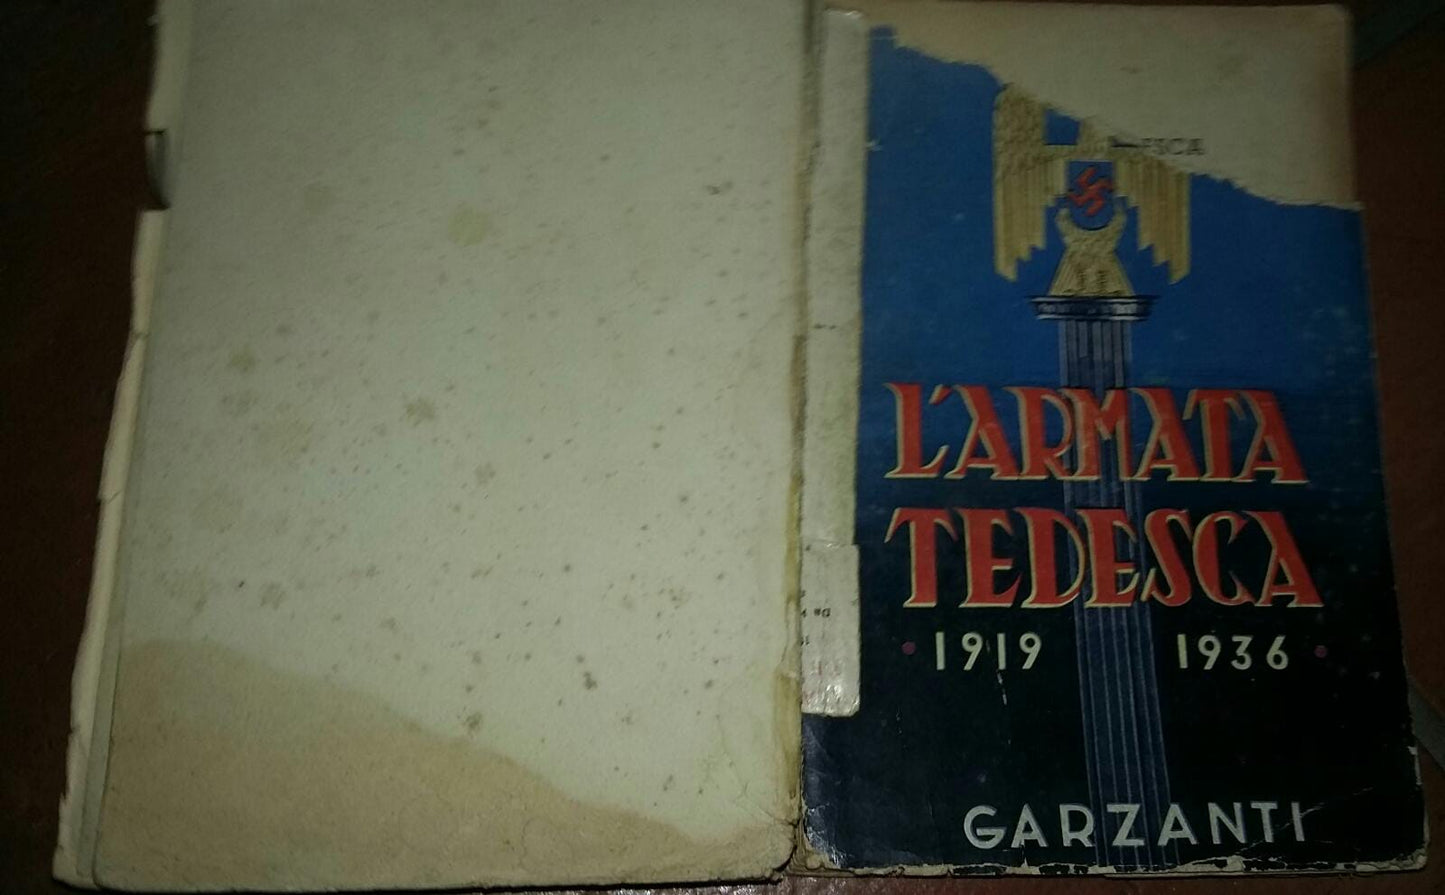 L'ARMATA
TEDESCA
1919 1936
GARZANTI